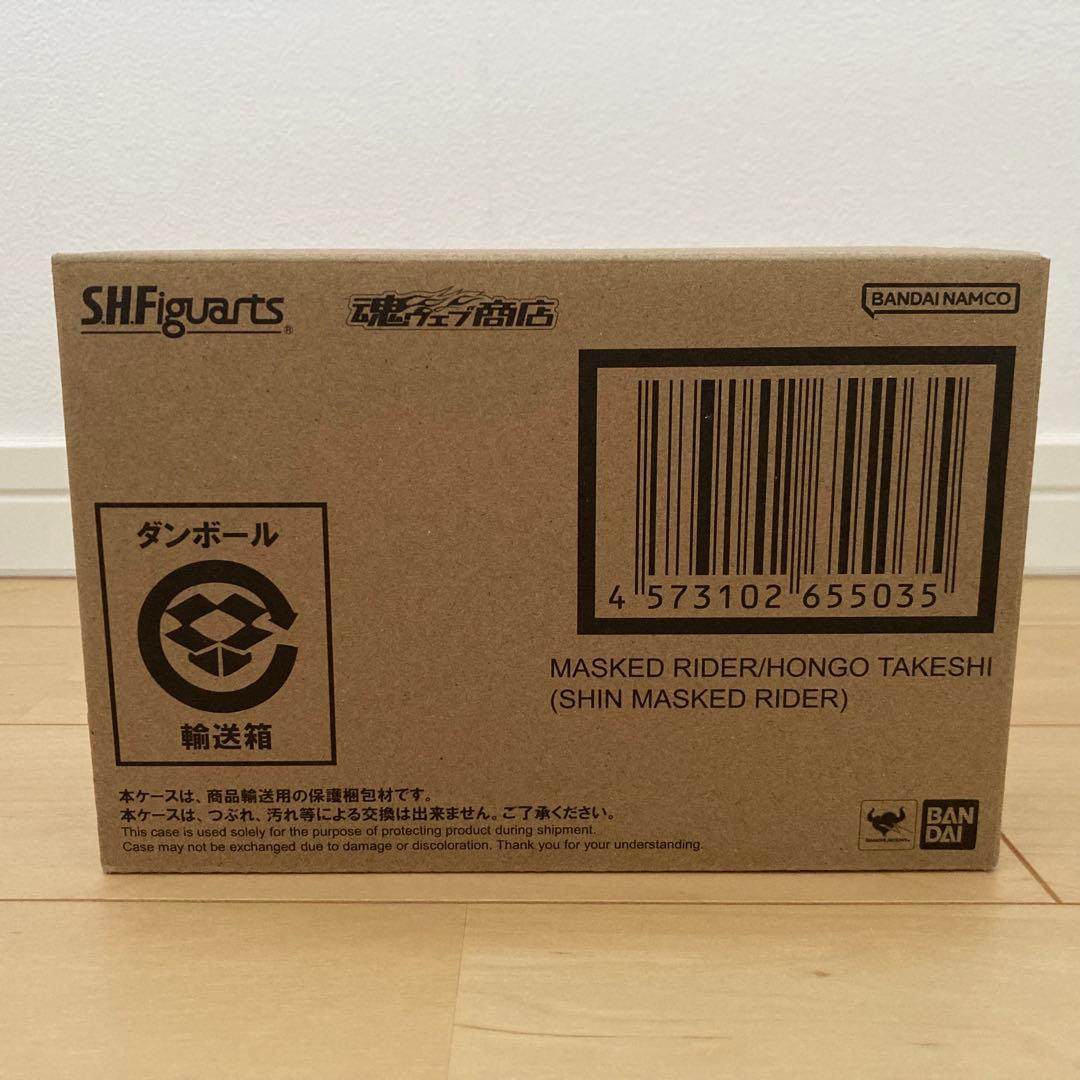 S.H.Figuarts®
魂ウェブ商店
BANDAI NAMCO
4 573102 655035
MASKED RIDER/HONGO TAKESHI
(SHIN MASKED RIDER)
ダンボール
輸送箱
本ケースは、商品輸送用の保護梱包材です。
本ケースは、つぶれ、汚れ等による交換は出来ません。ご了承ください。
This case is used solely for the purpose of protecting product during shipment.
Case may not be exchanged due to damage or discoloration. Thank you for your understanding.
BAN
DAI